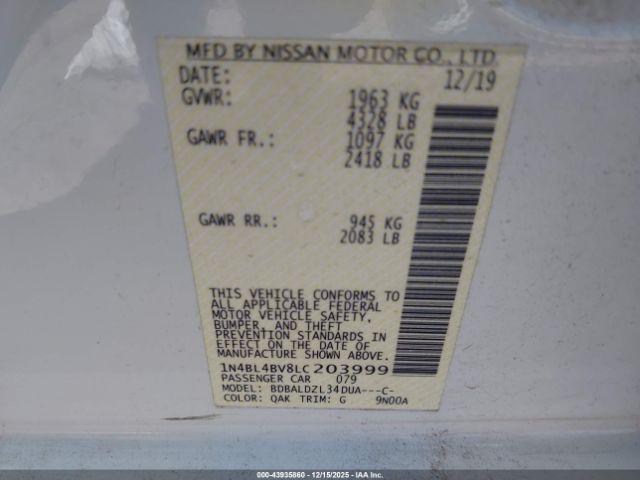 MFD BY NISSAN MOTOR CO., LTD.
DATE: 12/19
GVWR: 1963 KG
4328 LB
GAWR FR.: 1097 KG
2418 LB
GAWR RR.: 945 KG
2083 LB
THIS VEHICLE CONFORMS TO
ALL APPLICABLE FEDERAL
MOTOR VEHICLE SAFETY,
BUMPER, AND THEFT
PREVENTION STANDARDS
IN EFFECT ON THE DATE OF
MANUFACTURE SHOWN ABOVE.
1N4BL4BV8LC203999
PASSENGER CAR 079
MODEL: BDBALDZL34DUA---C-
COLOR: QAK TRIM: G 9N00A
000-43935860 - 12/15/2025 - IAA Inc.